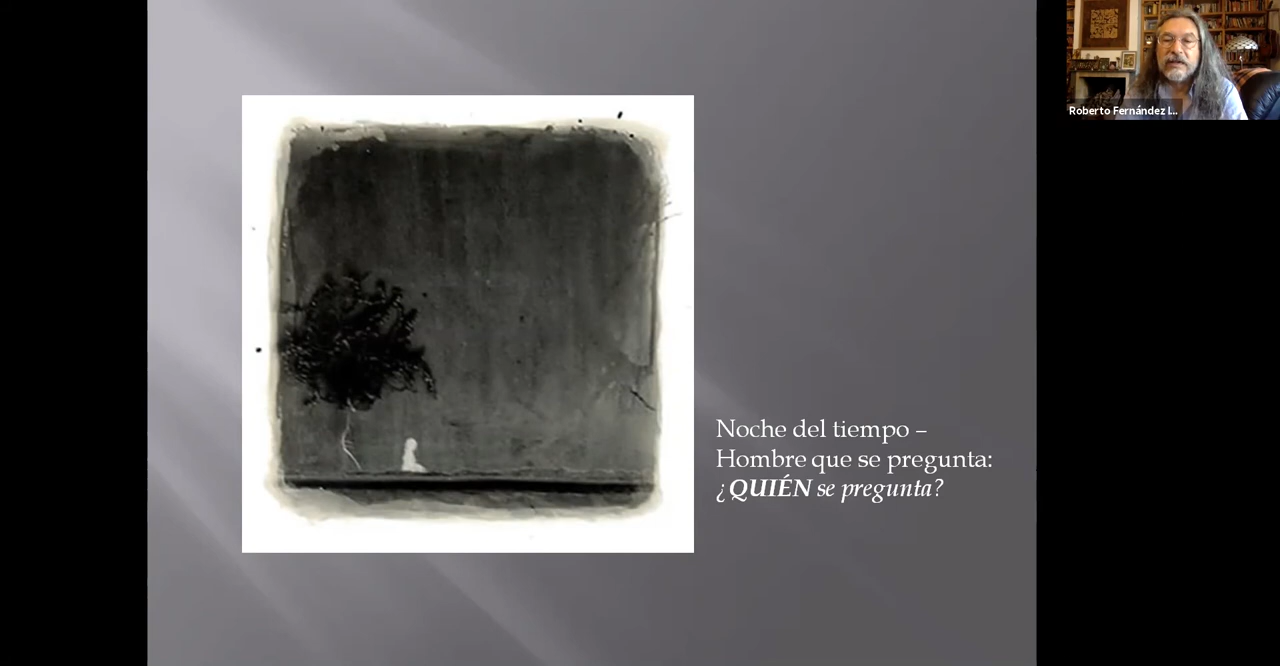 Noche del tiempo –
Hombre que se pregunta:
¿QUIÉN se pregunta?
Roberto Fernández I...